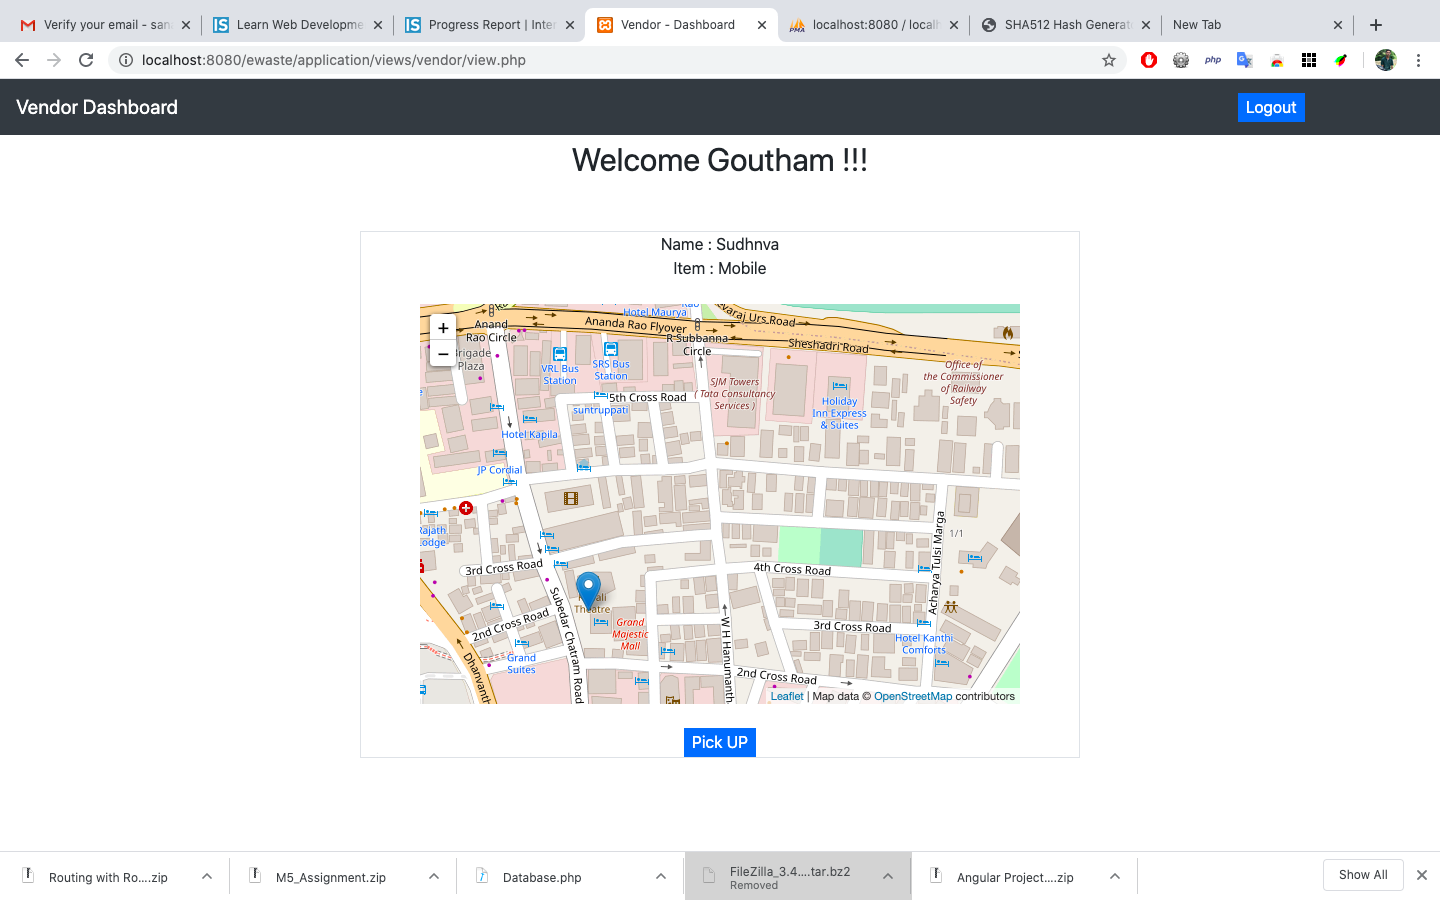 Verify your email - san
Learn Web Developme
Progress Report | Inter
Vendor - Dashboard
localhost:8080 / localh
SHA512 Hash Generato
New Tab
localhost:8080/ewaste/application/views/vendor/view.php
php
Vendor Dashboard
Logout
Welcome Goutham !!!
Name : Sudhnva
Item : Mobile
+
−
Hotel Maurya
Rao
varaj Urs Road
Anand
Rao Circle
Ananda Rao Flyover
R Subbanna
Circle
Sheshadri Road
Brigade
Plaza
VRL Bus
Station
SRS Bus
Station
SJM Towers
( Tata Consultancy
Services )
Office of
the Commissioner
of Railway
Safety
5th Cross Road
suntruppati
Holiday
Inn Express
& Suites
Hotel Kapila
JP Cordial
Rajath
Lodge
1/1
Acharya Tulsi Marga
3rd Cross Road
4th Cross Road
Theatre
Subedar Chatram Road
2nd Cross Road
Grand
Majestic
Mall
W H Hanumanth
3rd Cross Road
Hotel Kanthi
Comforts
Grand
Suites
Dhanvant
2nd Cross Road
Leaflet | Map data © OpenStreetMap contributors
Pick UP
Routing with Ro....zip
M5_Assignment.zip
Database.php
FileZilla_3.4....tar.bz2
Removed
Angular Project....zip
Show All